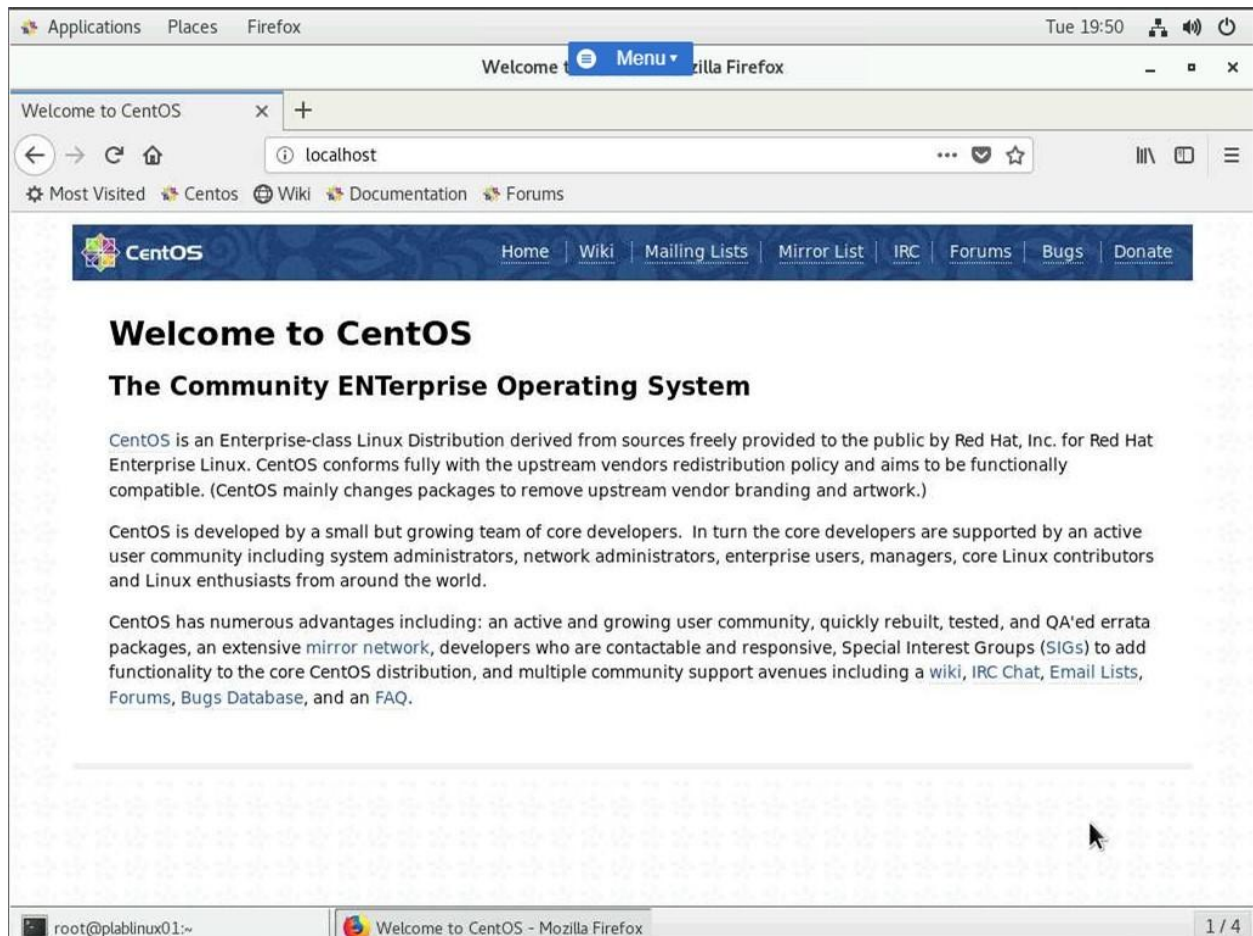 Applications Places Firefox Tue 19:50
Welcome t Menu zilla Firefox
Welcome to CentOS
localhost
Most Visited Centos Wiki Documentation Forums
CentOS Home Wiki Mailing Lists Mirror List IRC Forums Bugs Donate
Welcome to CentOS
The Community ENTerprise Operating System
CentOS is an Enterprise-class Linux Distribution derived from sources freely provided to the public by Red Hat, Inc. for Red Hat
Enterprise Linux. CentOS conforms fully with the upstream vendors redistribution policy and aims to be functionally
compatible. (CentOS mainly changes packages to remove upstream vendor branding and artwork.)
CentOS is developed by a small but growing team of core developers. In turn the core developers are supported by an active
user community including system administrators, network administrators, enterprise users, managers, core Linux contributors
and Linux enthusiasts from around the world.
CentOS has numerous advantages including: an active and growing user community, quickly rebuilt, tested, and QA'ed errata
packages, an extensive mirror network, developers who are contactable and responsive, Special Interest Groups (SIGs) to add
functionality to the core CentOS distribution, and multiple community support avenues including a wiki, IRC Chat, Email Lists,
Forums, Bugs Database, and an FAQ.
root@plablinux01:~ Welcome to CentOS - Mozilla Firefox 1 / 4